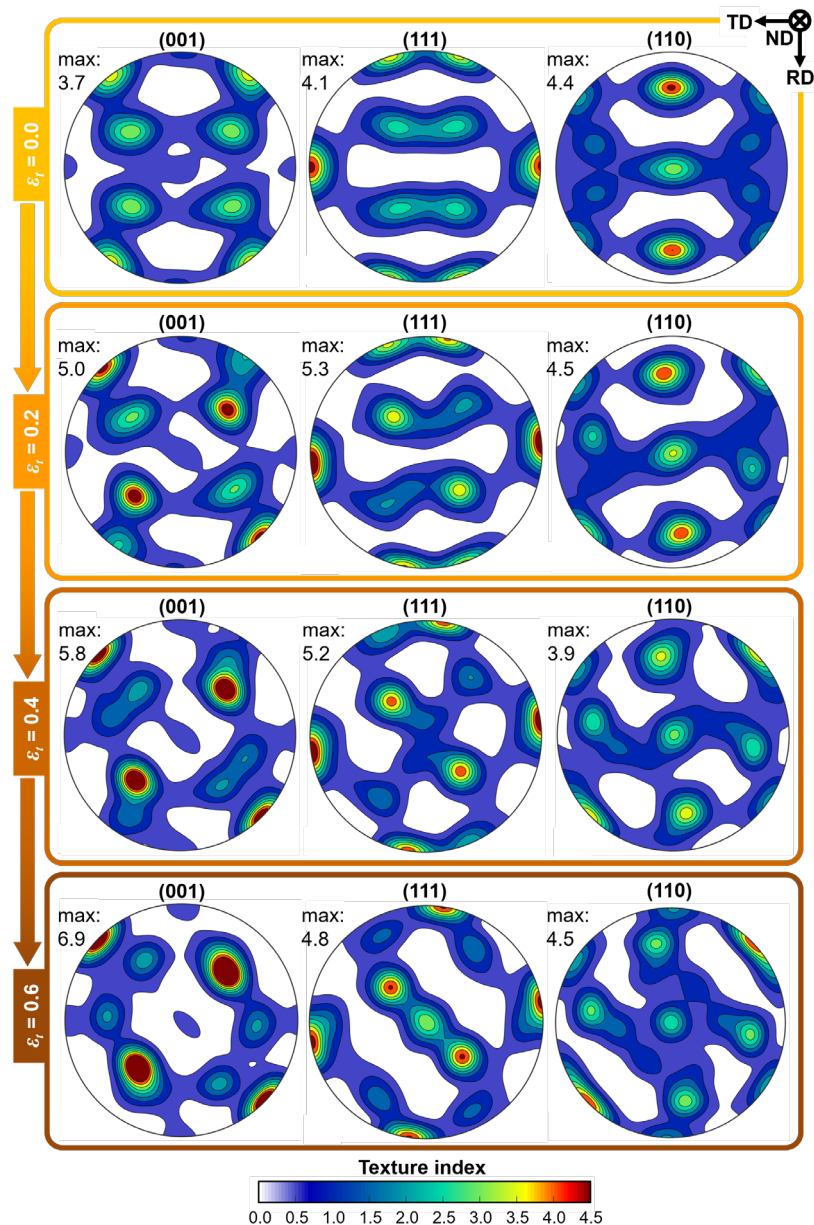 TD
ND
RD
(001) (111) (110)
max: 3.7
max: 4.1
max: 4.4
εt = 0.0
(001) (111) (110)
max: 5.0
max: 5.3
max: 4.5
εt = 0.2
(001) (111) (110)
max: 5.8
max: 5.2
max: 3.9
εt = 0.4
(001) (111) (110)
max: 6.9
max: 4.8
max: 4.5
εt = 0.6
Texture index
0.0 0.5 1.0 1.5 2.0 2.5 3.0 3.5 4.0 4.5